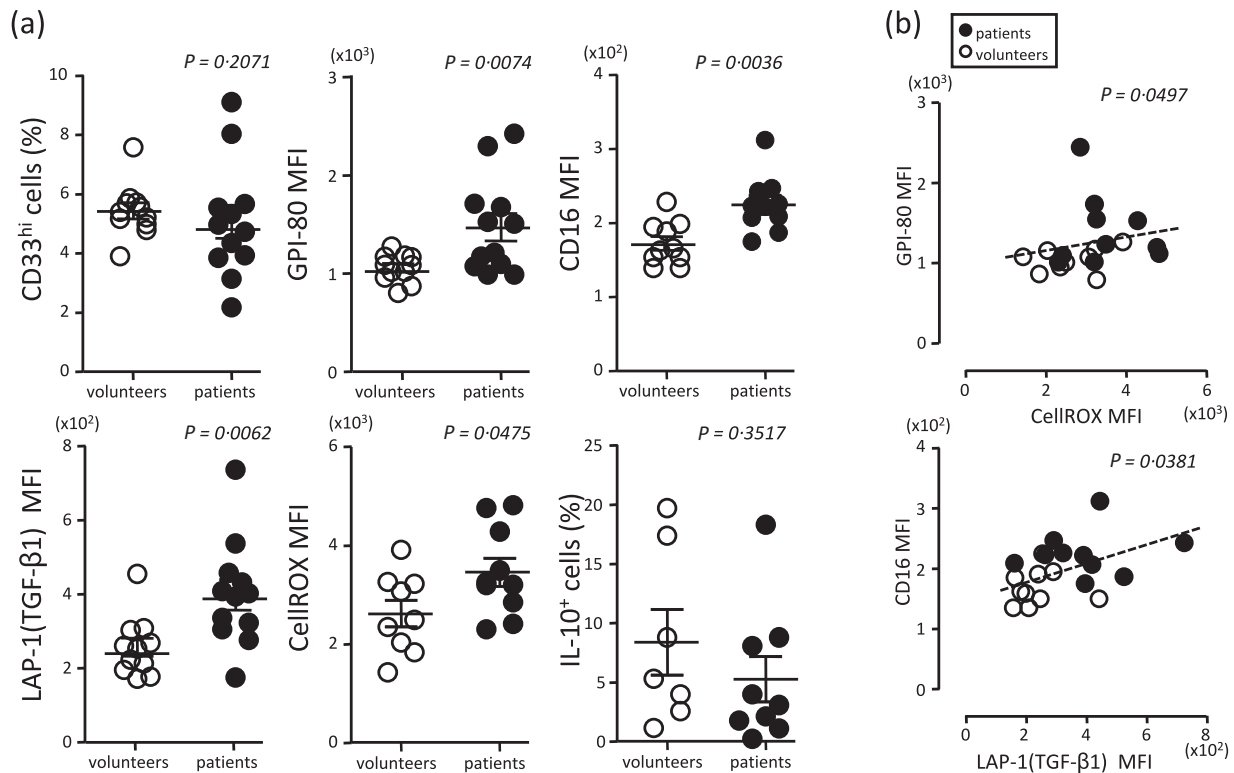 (a)
P = 0·2071
CD33hi cells (%)
10
8
6
4
2
0
volunteers patients
(x10³)
P = 0·0074
GPI-80 MFI
3
2
1
0
volunteers patients
(x10²)
P = 0·0036
CD16 MFI
4
3
2
1
0
volunteers patients
(x10²)
P = 0·0062
LAP-1(TGF-β1) MFI
8
6
4
2
0
volunteers patients
(x10³)
P = 0·0475
CellROX MFI
6
4
2
0
volunteers patients
P = 0·3517
IL-10⁺ cells (%)
25
20
15
10
5
0
volunteers patients
(b)
patients
volunteers
(x10³)
P = 0·0497
GPI-80 MFI
3
2
1
0
0 2 4 6
CellROX MFI (x10³)
(x10²)
P = 0·0381
CD16 MFI
4
3
2
1
0
0 2 4 6 8
LAP-1(TGF-β1) MFI (x10²)